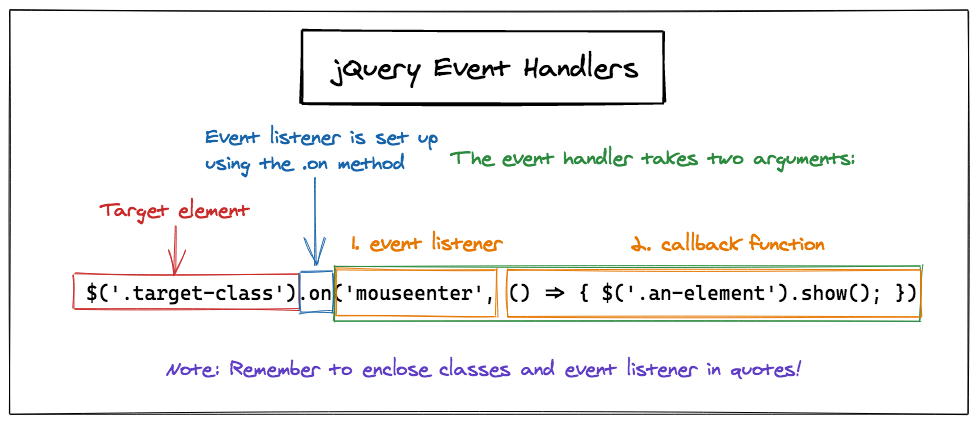 jQuery Event Handlers
Event listener is set up
using the .on method
The event handler takes two arguments:
Target element
1. event listener
2. callback function
$('.target-class').on('mouseenter', () => { $('.an-element').show(); })
Note: Remember to enclose classes and event listener in quotes!